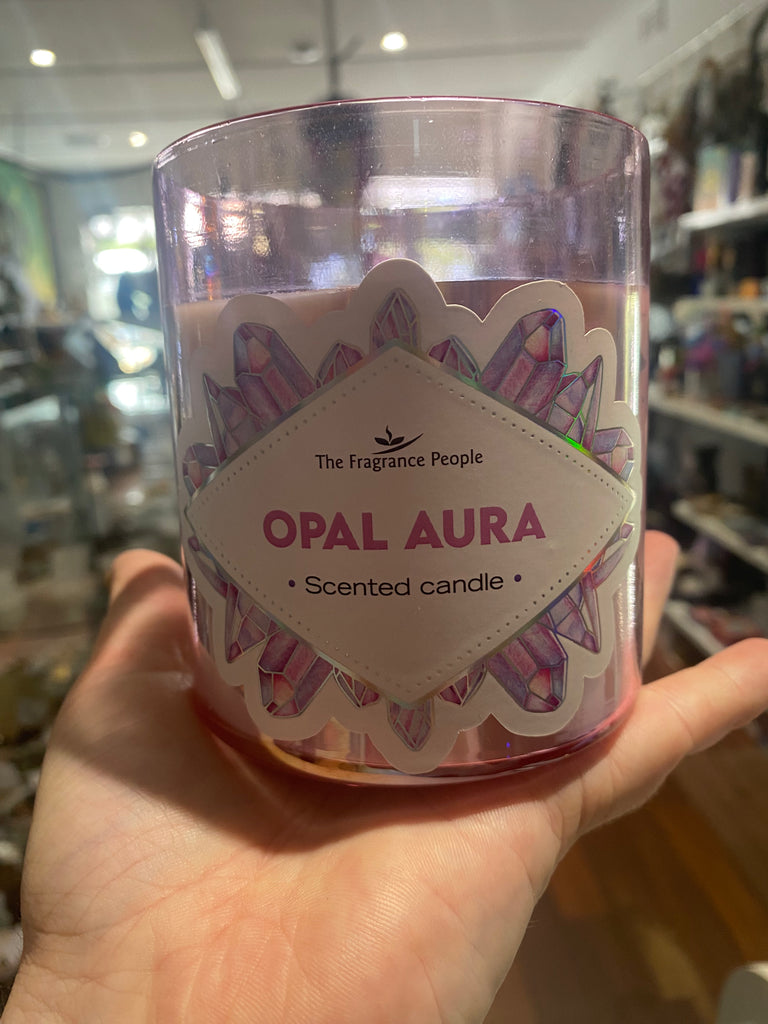 The Fragrance People
OPAL AURA
• Scented candle •